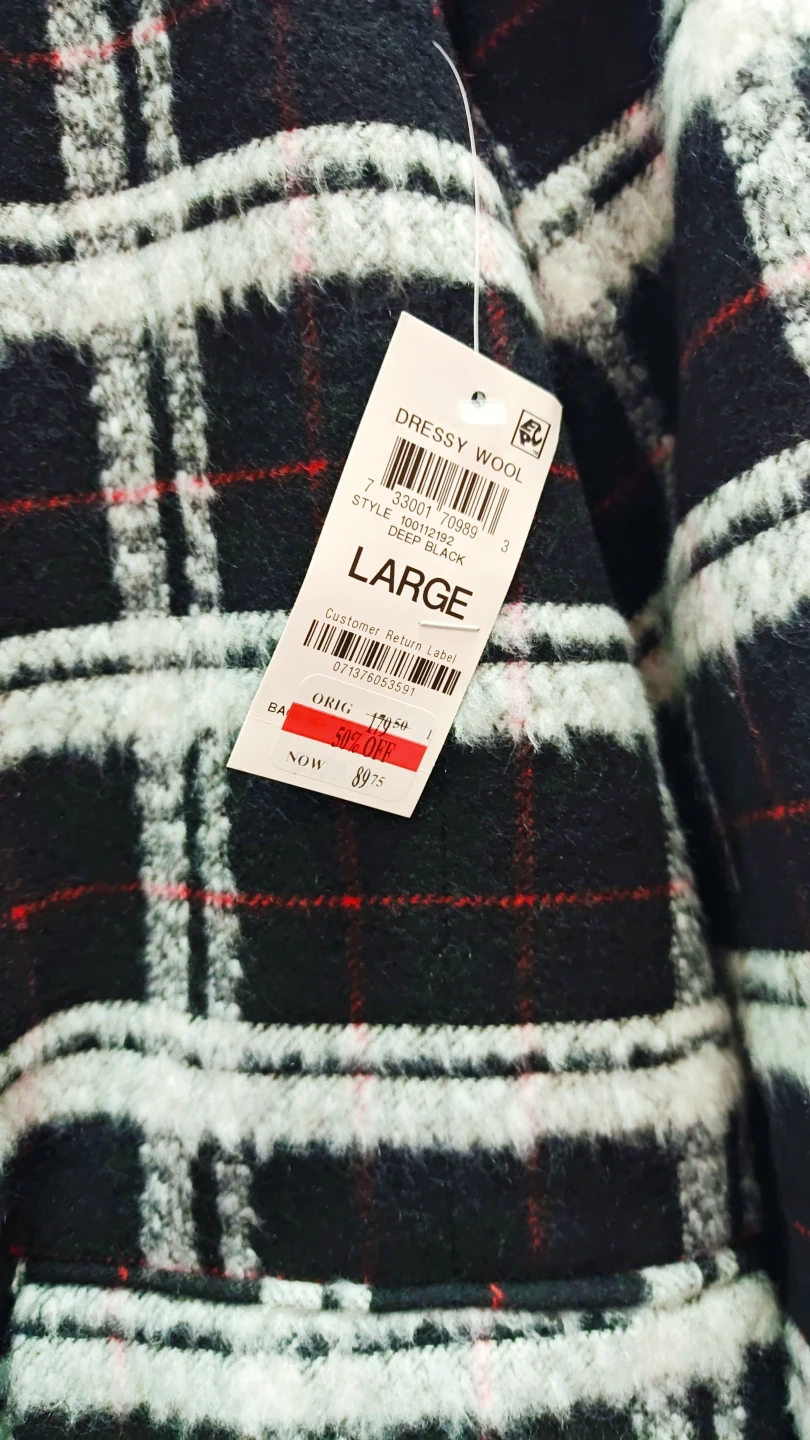 DRESSY WOOL
7 33001 70989 3
STYLE 100112192
DEEP BLACK
LARGE
Customer Return Label
071376053591
ORIG 179.50
50% OFF
NOW 89.75